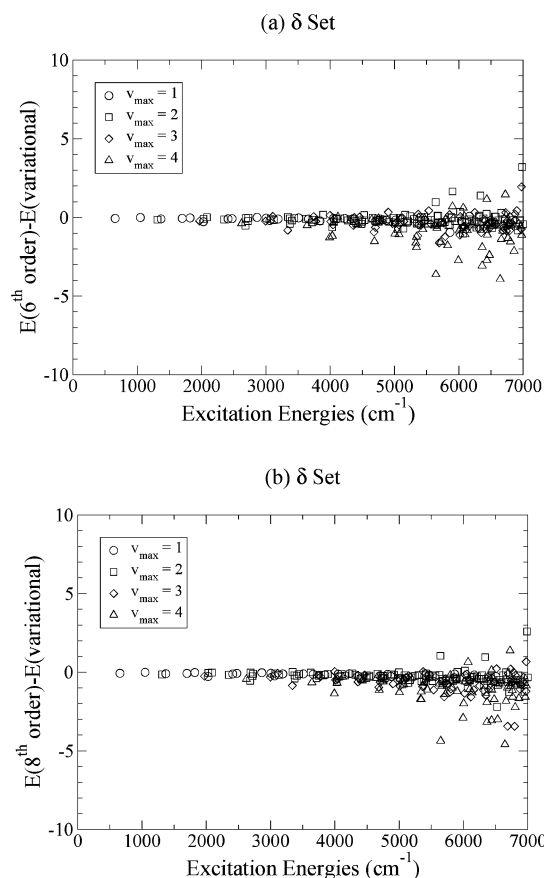 (a) δ Set
10
5
0
-5
-10
E(6th order)-E(variational)
vmax = 1
vmax = 2
vmax = 3
vmax = 4
0 1000 2000 3000 4000 5000 6000 7000
Excitation Energies (cm-1)
(b) δ Set
10
5
0
-5
-10
E(8th order)-E(variational)
vmax = 1
vmax = 2
vmax = 3
vmax = 4
0 1000 2000 3000 4000 5000 6000 7000
Excitation Energies (cm-1)